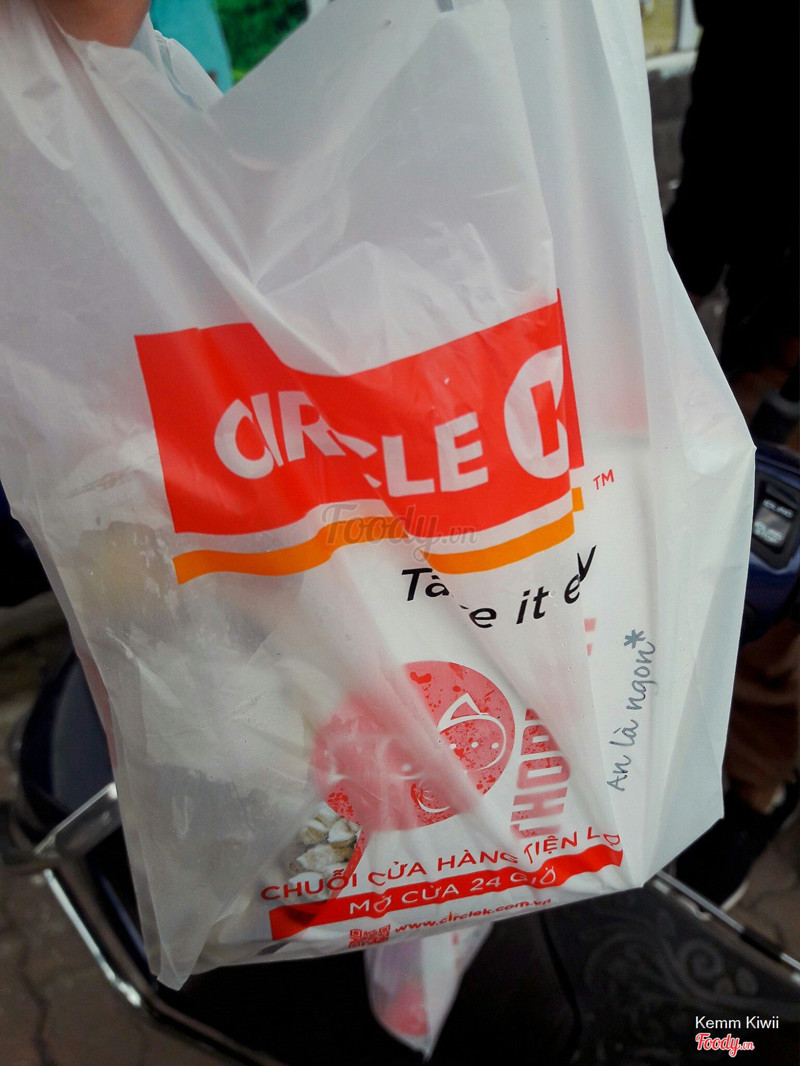 CIRCLE K
TM
Foody.vn
it
Ăn là ngon*
CHUỖI CỬA HÀNG TIỆN
MỞ CỬA 24 GIỜ
www.circlek.com.vn
Kemm Kiwii
Foody.vn